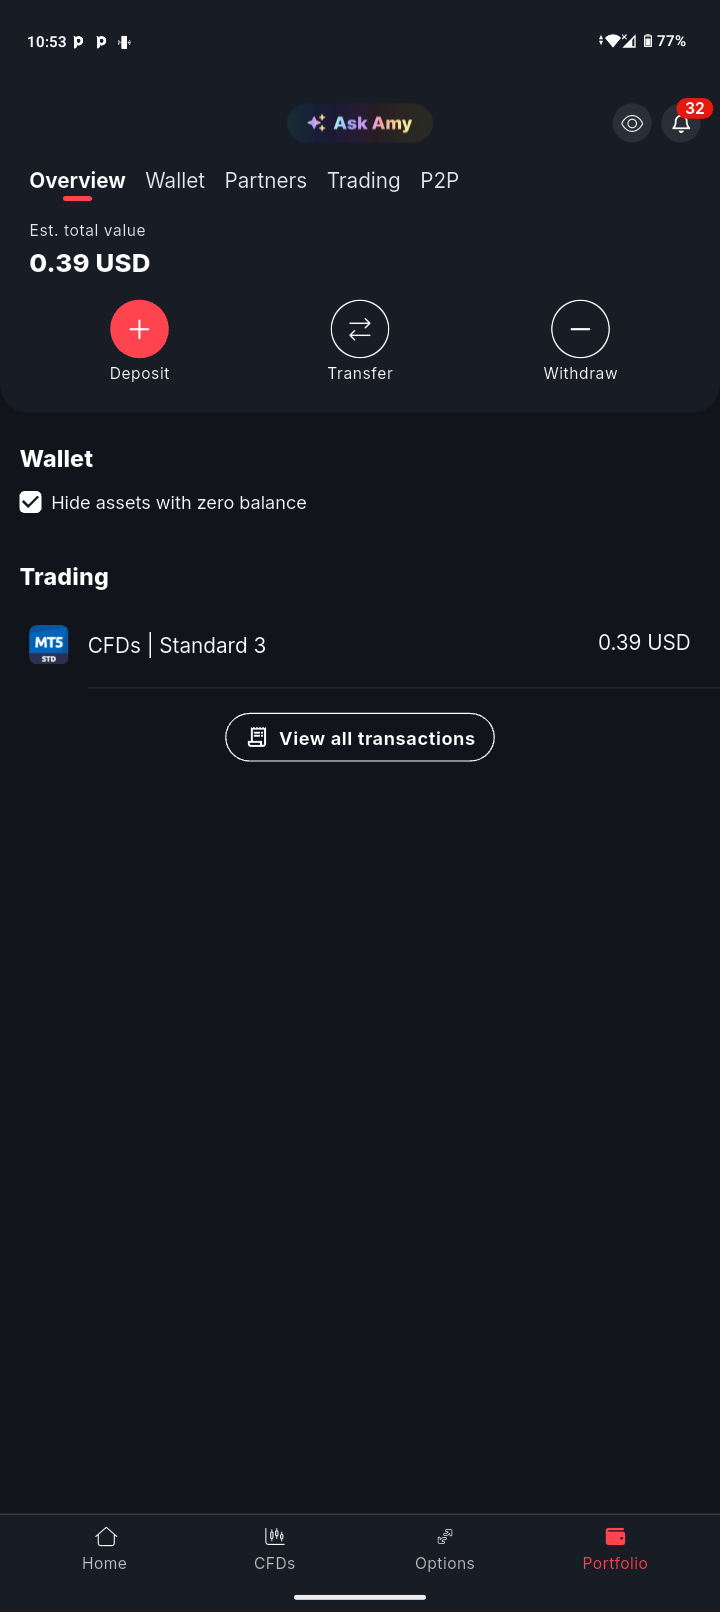 10:53
77%
Ask Amy
32
Overview Wallet Partners Trading P2P
Est. total value
0.39 USD
Deposit Transfer Withdraw
Wallet
Hide assets with zero balance
Trading
MT5
STD
CFDs | Standard 3
0.39 USD
View all transactions
Home CFDs Options Portfolio